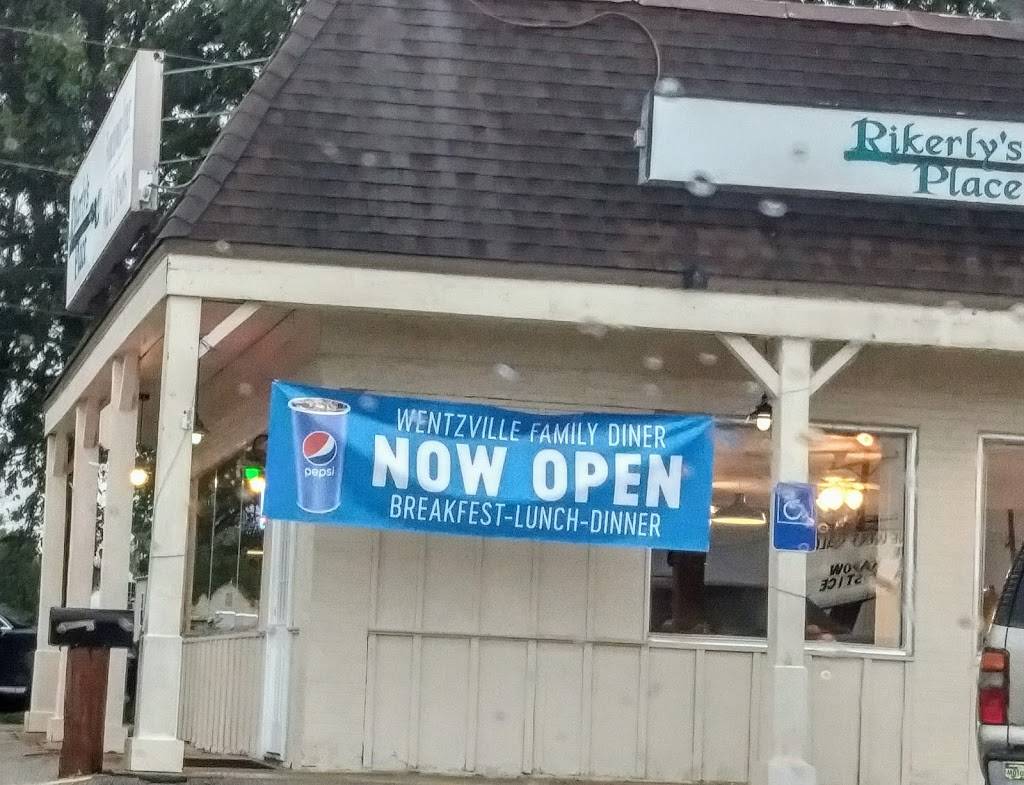 Rikerly's
Place
WENTZVILLE FAMILY DINER
NOW OPEN
BREAKFEST-LUNCH-DINNER
pepsi